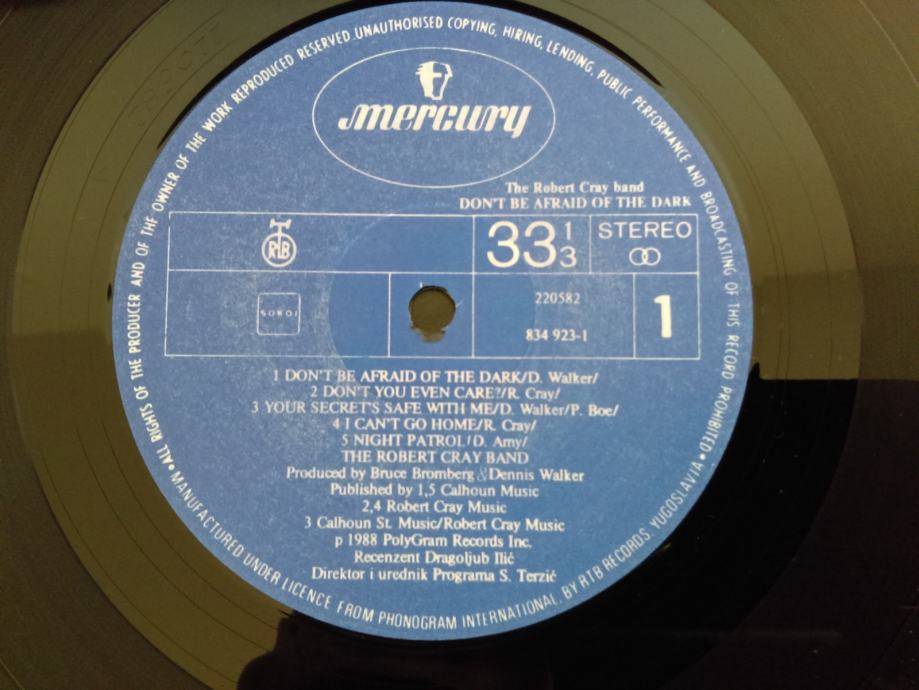 • ALL RIGHTS OF THE PRODUCER AND OF THE OWNER OF THE WORK REPRODUCED RESERVED. UNAUTHORISED COPYING, HIRING, LENDING, PUBLIC PERFORMANCE AND BROADCASTING OF THIS RECORD PROHIBITED •
mercury
The Robert Cray band
DON'T BE AFRAID OF THE DARK
RTB
33 1/3
STEREO
SOKOJ
220582
834 923-1
1
1 DON'T BE AFRAID OF THE DARK/D. Walker/
2 DON'T YOU EVEN CARE?/R. Cray/
3 YOUR SECRET'S SAFE WITH ME/D. Walker/P. Boe/
4 I CAN'T GO HOME/R. Cray/
5 NIGHT PATROL/D. Amy/
THE ROBERT CRAY BAND
Produced by Bruce Bromberg & Dennis Walker
Published by 1,5 Calhoun Music
2,4 Robert Cray Music
3 Calhoun St. Music/Robert Cray Music
p 1988 PolyGram Records Inc.
Recenzent Dragoljub Ilić
Direktor i urednik Programa S. Terzić
MANUFACTURED UNDER LICENCE FROM PHONOGRAM INTERNATIONAL, BY RTB RECORDS, YUGOSLAVIA